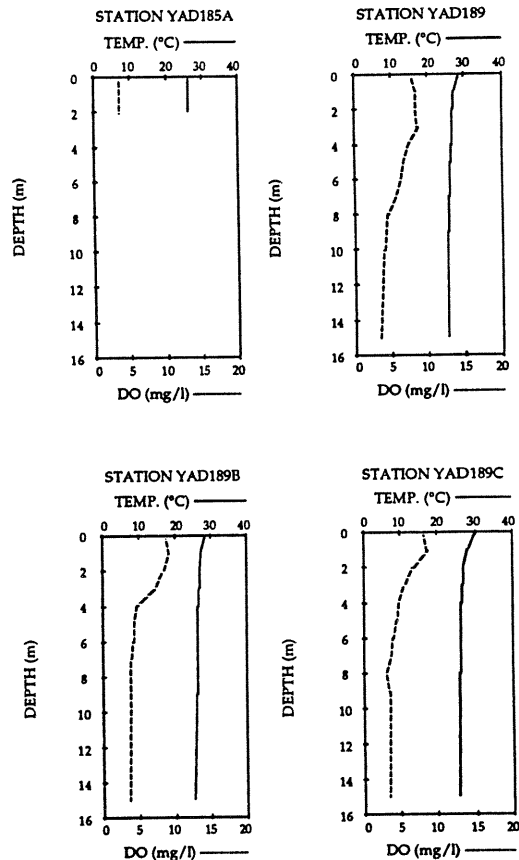 STATION YAD185A
TEMP. (°C)
0 10 20 30 40
0
2
4
6
8
10
12
14
16
DEPTH (m)
0 5 10 15 20
DO (mg/l)
STATION YAD189
TEMP. (°C)
0 10 20 30 40
0
2
4
6
8
10
12
14
16
DEPTH (m)
0 5 10 15 20
DO (mg/l)
STATION YAD189B
TEMP. (°C)
0 10 20 30 40
0
2
4
6
8
10
12
14
16
DEPTH (m)
0 5 10 15 20
DO (mg/l)
STATION YAD189C
TEMP. (°C)
0 10 20 30 40
0
2
4
6
8
10
12
14
16
DEPTH (m)
0 5 10 15 20
DO (mg/l)